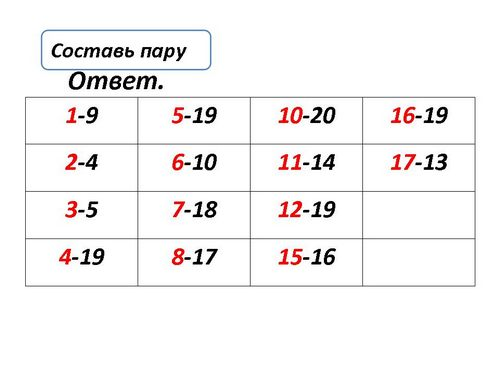 Составь пару
Ответ.
1-9 5-19 10-20 16-19
2-4 6-10 11-14 17-13
3-5 7-18 12-19
4-19 8-17 15-16